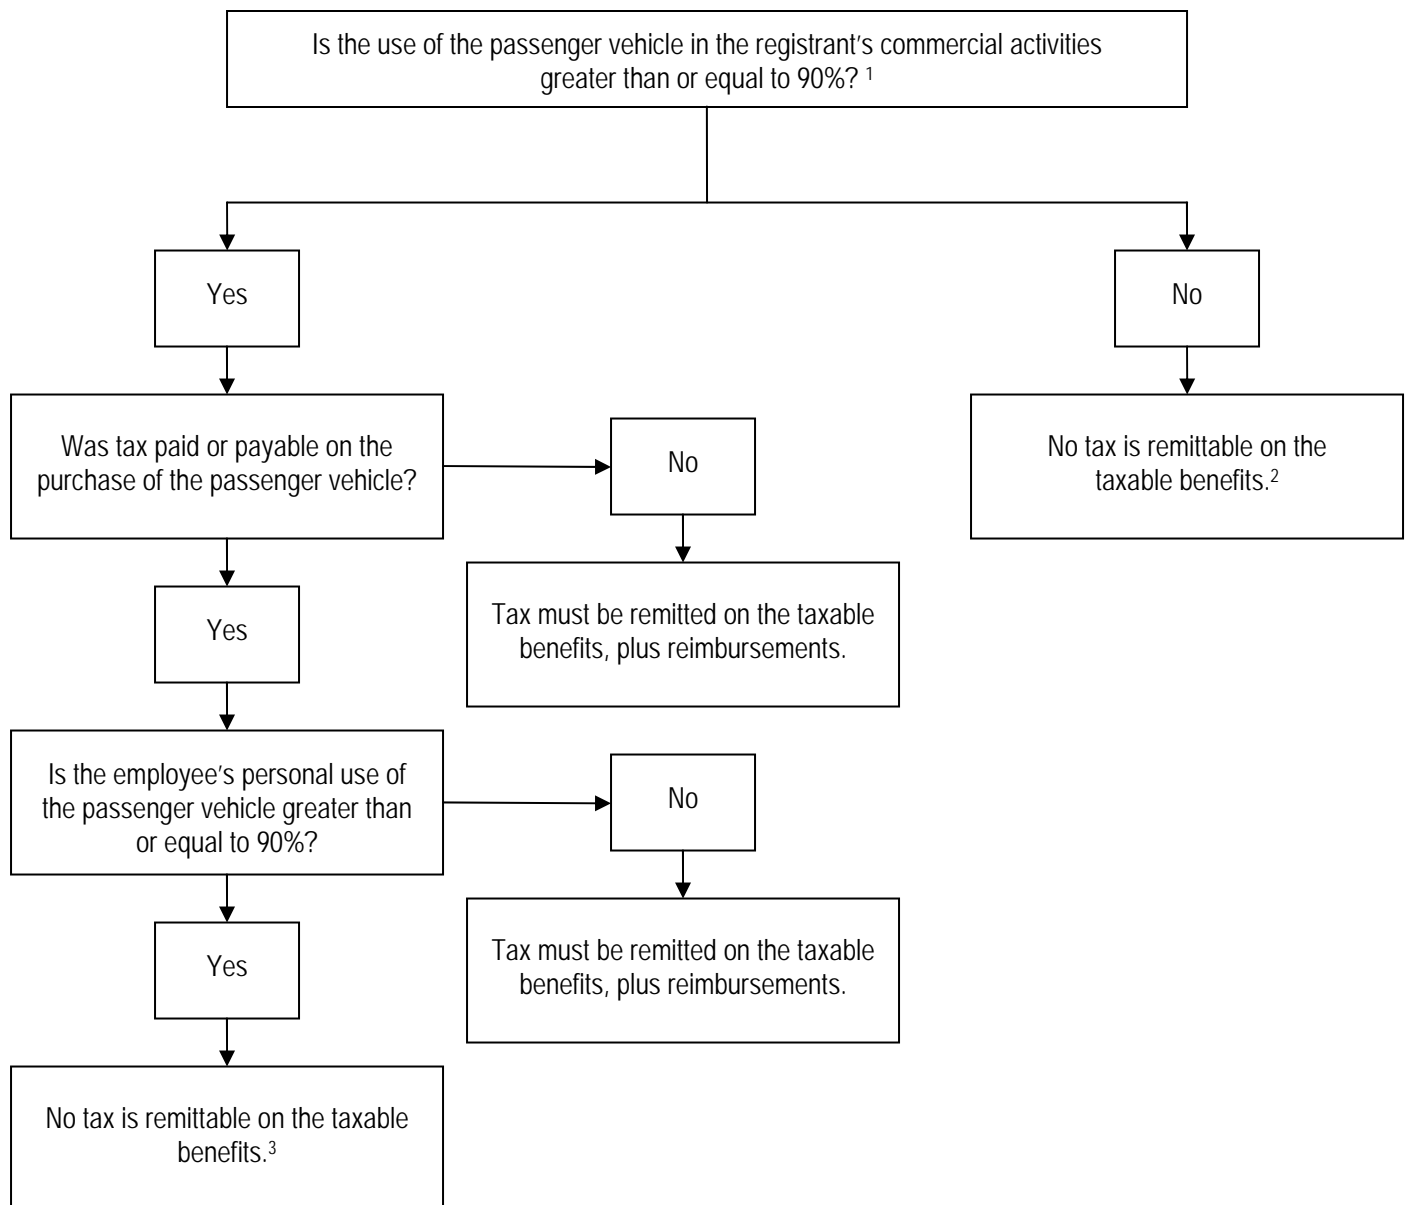 Is the use of the passenger vehicle in the registrant’s commercial activities
greater than or equal to 90%? 1
Yes
No
Was tax paid or payable on the
purchase of the passenger vehicle?
No
No tax is remittable on the
taxable benefits.2
Yes
Tax must be remitted on the taxable
benefits, plus reimbursements.
Is the employee’s personal use of
the passenger vehicle greater than
or equal to 90%?
No
Yes
Tax must be remitted on the taxable
benefits, plus reimbursements.
No tax is remittable on the taxable
benefits.3